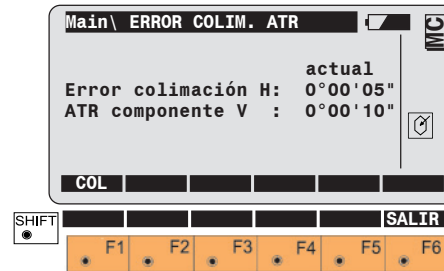 Main\ ERROR COLIM. ATR
MC
actual
Error colimación H: 0°00'05"
ATR componente V : 0°00'10"
COL
SHIFT
SALIR
F1 F2 F3 F4 F5 F6